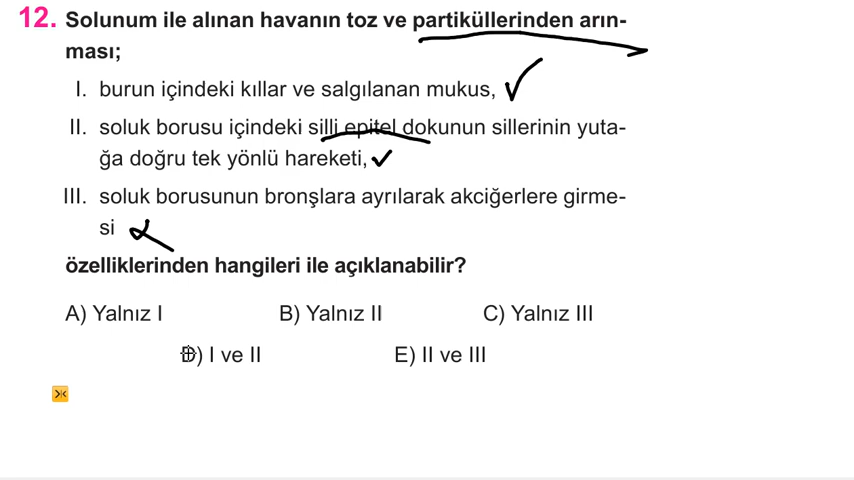 12. Solunum ile alınan havanın toz ve partiküllerinden arın-
ması;
I. burun içindeki kıllar ve salgılanan mukus,
II. soluk borusu içindeki silli epitel dokunun sillerinin yuta-
ğa doğru tek yönlü hareketi,
III. soluk borusunun bronşlara ayrılarak akciğerlere girme-
si
özelliklerinden hangileri ile açıklanabilir?
A) Yalnız I B) Yalnız II C) Yalnız III
D) I ve II E) II ve III